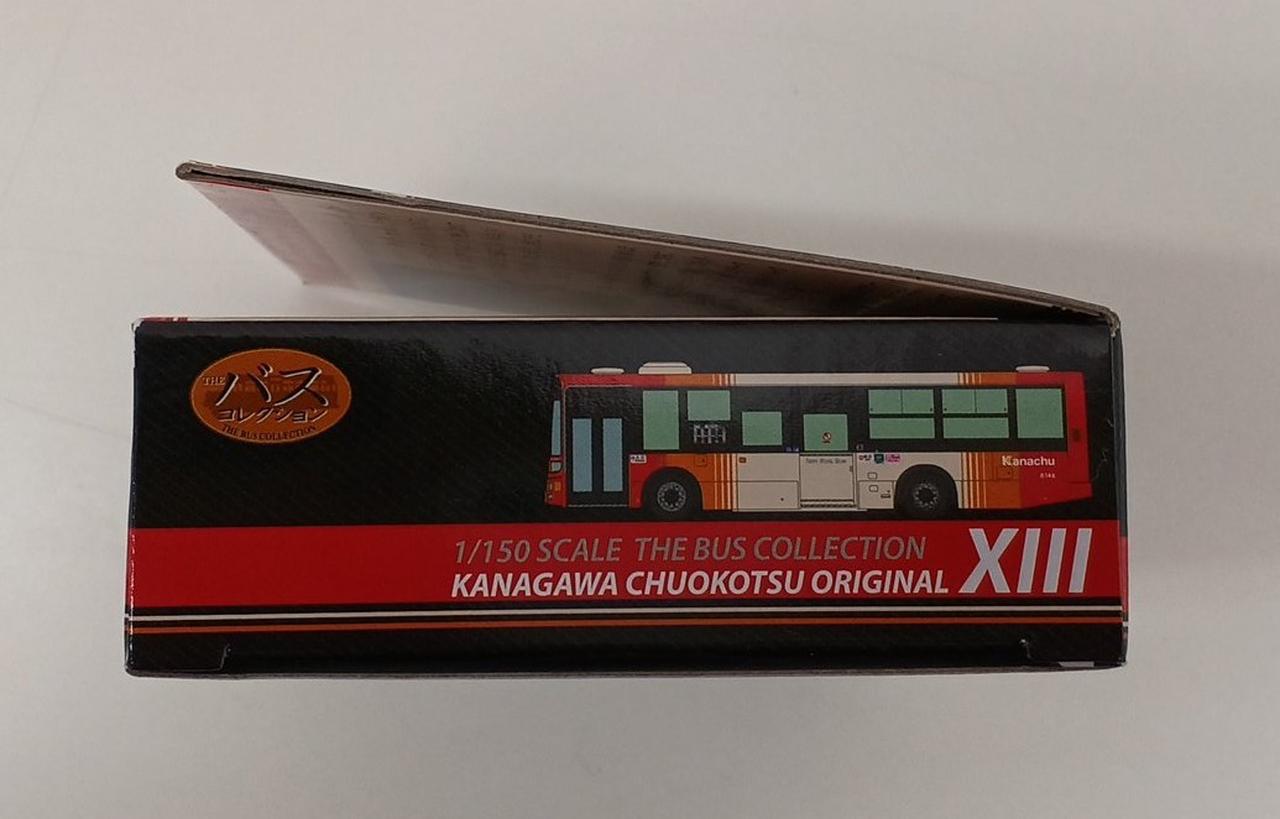 THE バス
コレクション
THE BUS COLLECTION
Kanachu
1/150 SCALE THE BUS COLLECTION
KANAGAWA CHUOKOTSU ORIGINAL XIII